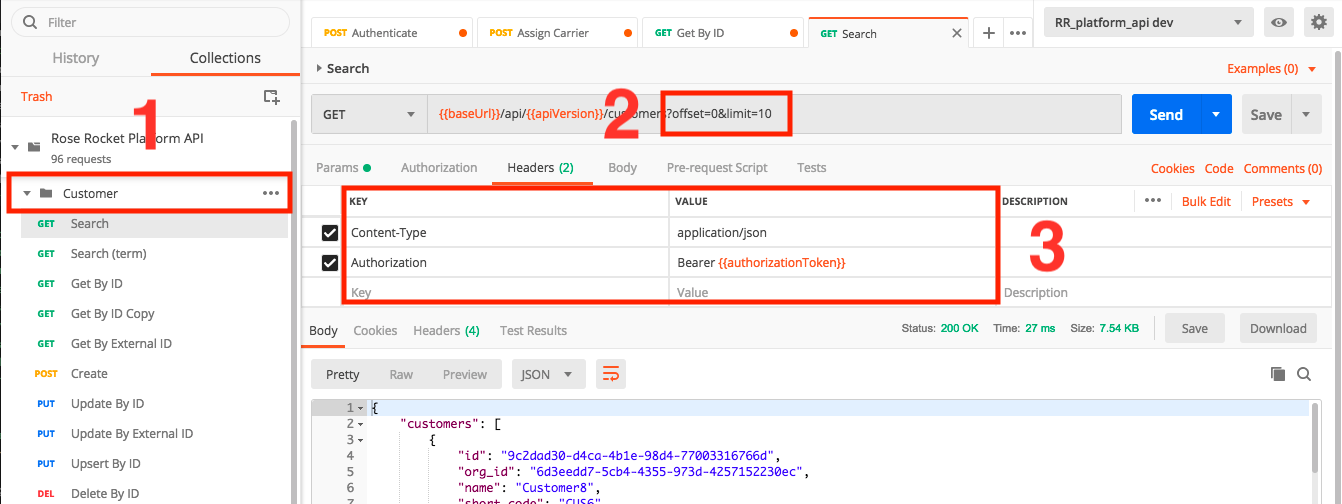 Filter
History
Collections
Trash
1
Rose Rocket Platform API
96 requests
Customer
GET Search
GET Search (term)
GET Get By ID
GET Get By ID Copy
GET Get By External ID
POST Create
PUT Update By ID
PUT Update By External ID
PUT Upsert By ID
DEL Delete By ID
POST Authenticate
POST Assign Carrier
GET Get By ID
GET Search
RR_platform_api dev
Search
Examples (0)
GET
{{baseUrl}}/api/{{apiVersion}}/customers?offset=0&limit=10
2
Send
Save
Params
Authorization
Headers (2)
Body
Pre-request Script
Tests
Cookies
Code
Comments (0)
KEY VALUE DESCRIPTION
Bulk Edit
Presets
Content-Type application/json
Authorization Bearer {{authorizationToken}}
Key Value Description
3
Body
Cookies
Headers (4)
Test Results
Status: 200 OK
Time: 27 ms
Size: 7.54 KB
Save
Download
Pretty
Raw
Preview
JSON
1 {
2 "customers": [
3 {
4 "id": "9c2dad30-d4ca-4b1e-98d4-77003316766d",
5 "org_id": "6d3eedd7-5cb4-4355-973d-4257152230ec",
6 "name": "Customer8",
7 "short_code": "CUS6"